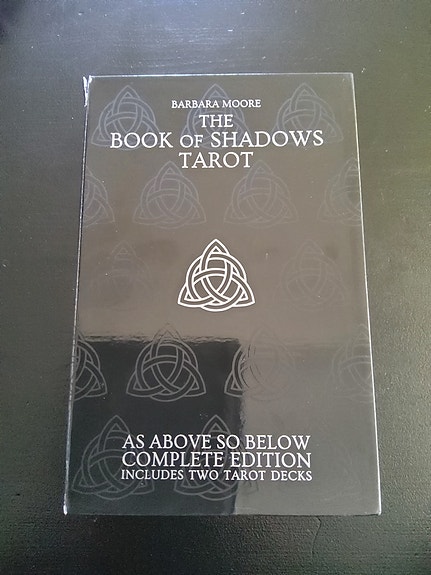 BARBARA MOORE
THE
BOOK OF SHADOWS
TAROT
AS ABOVE SO BELOW
COMPLETE EDITION
INCLUDES TWO TAROT DECKS